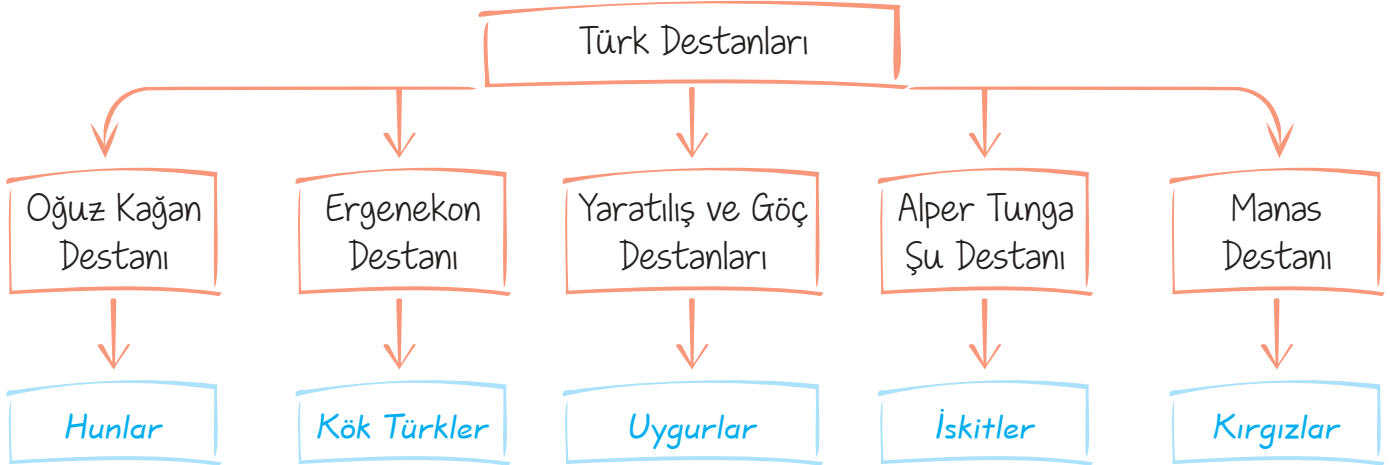 Türk Destanları
Oğuz Kağan
Destanı
Ergenekon
Destanı
Yaratılış ve Göç
Destanları
Alper Tunga
Şu Destanı
Manas
Destanı
Hunlar
Kök Türkler
Uygurlar
İskitler
Kırgızlar